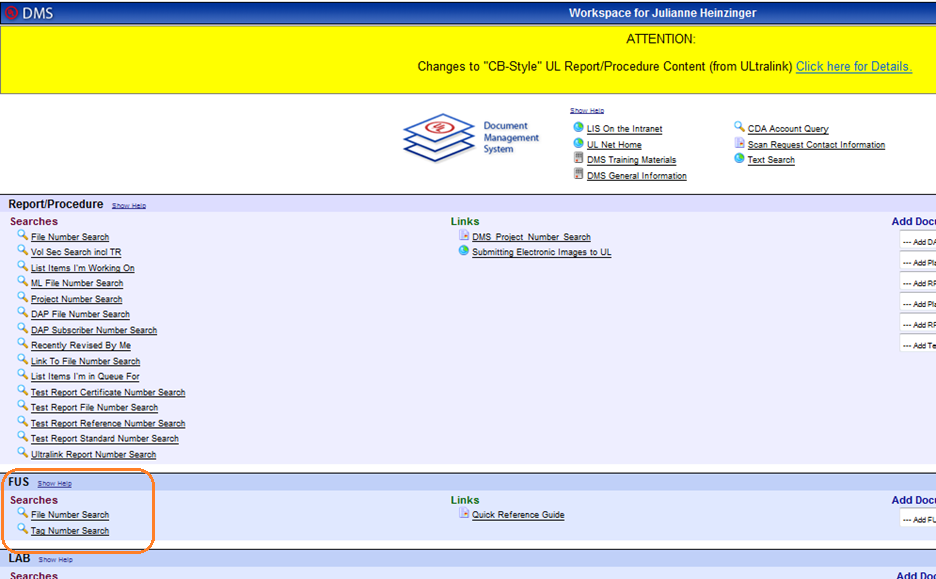 DMS
Workspace for Julianne Heinzinger
ATTENTION:
Changes to "CB-Style" UL Report/Procedure Content (from ULtralink) Click here for Details.
Document
Management
System
Show Help
LIS On the Intranet
UL Net Home
DMS Training Materials
DMS General Information
CDA Account Query
Scan Request Contact Information
Text Search
Report/Procedure Show Help
Searches
File Number Search
Vol Sec Search incl TR
List Items I'm Working On
ML File Number Search
Project Number Search
DAP File Number Search
DAP Subscriber Number Search
Recently Revised By Me
Link To File Number Search
List Items I'm in Queue For
Test Report Certificate Number Search
Test Report File Number Search
Test Report Reference Number Search
Test Report Standard Number Search
Ultralink Report Number Search
Links
DMS Project Number Search
Submitting Electronic Images to UL
Add Docu
--- Add DA
--- Add Pla
--- Add RP
--- Add Pla
--- Add RP
--- Add Te
FUS Show Help
Searches
File Number Search
Tag Number Search
Links
Quick Reference Guide
Add Docu
--- Add FU
LAB Show Help
Searches
Add Doc